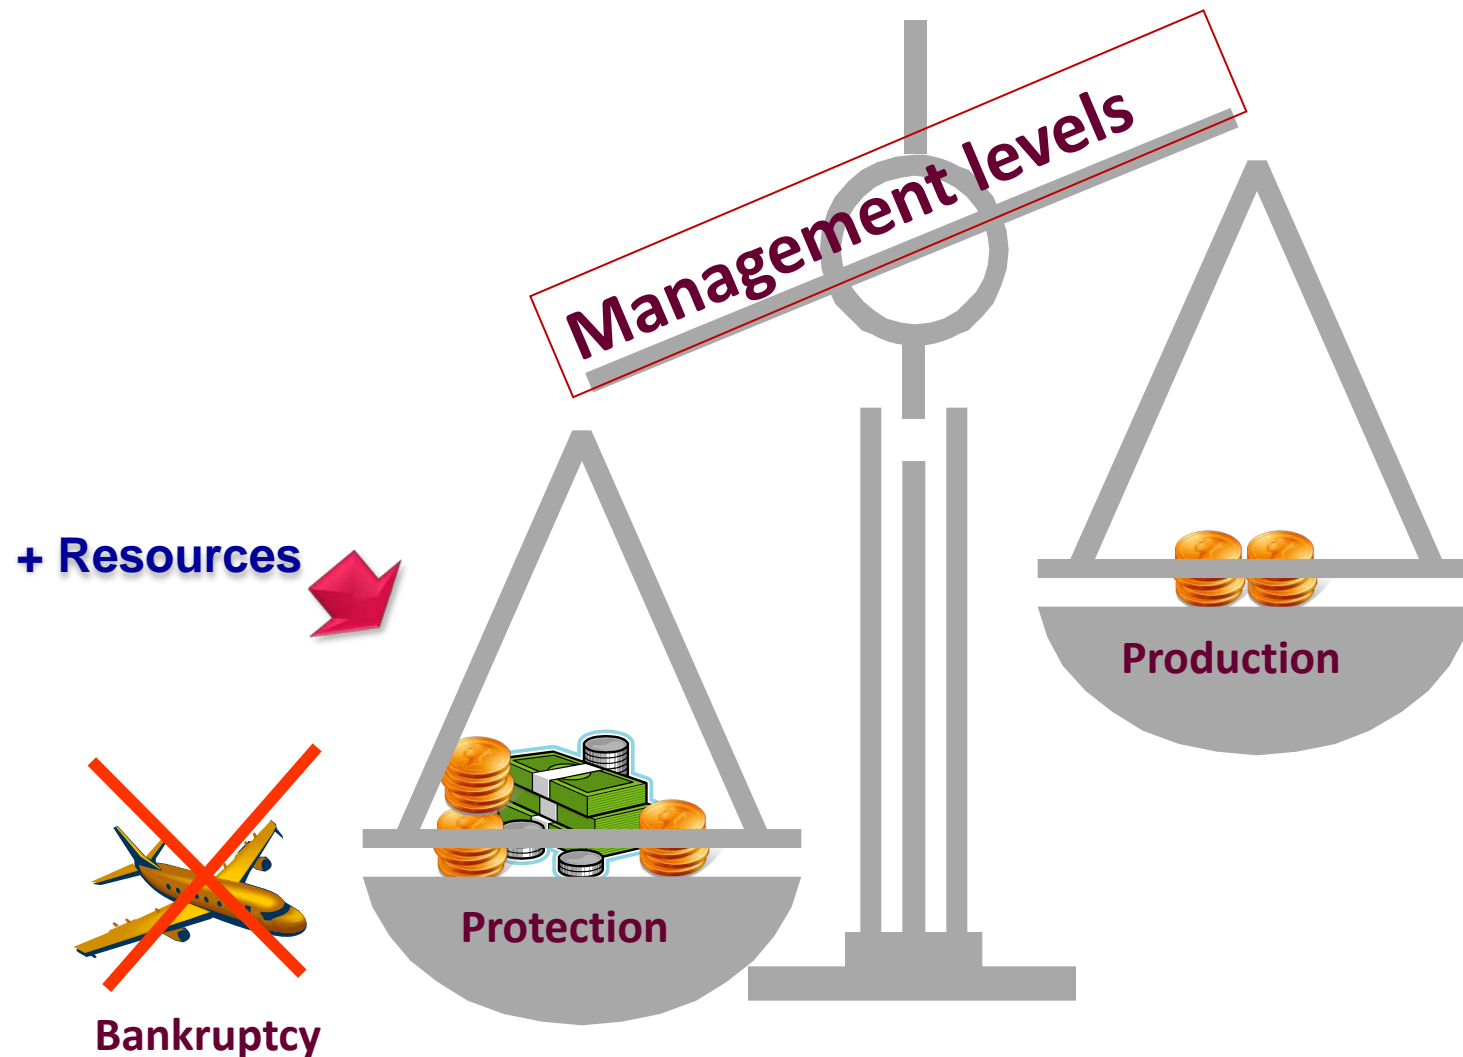 Management levels
+ Resources
Production
Protection
Bankruptcy